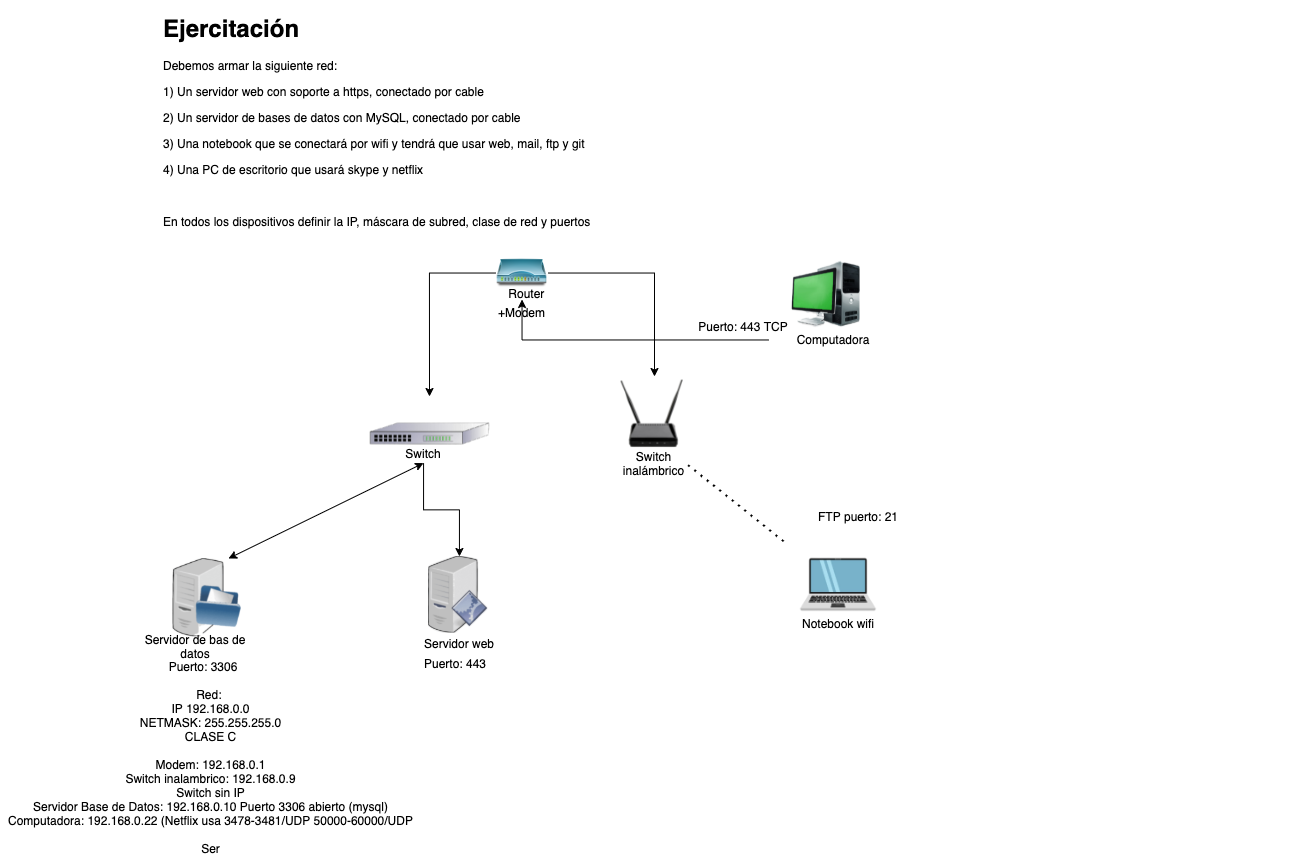 Ejercitación
Debemos armar la siguiente red:
1) Un servidor web con soporte a https, conectado por cable
2) Un servidor de bases de datos con MySQL, conectado por cable
3) Una notebook que se conectará por wifi y tendrá que usar web, mail, ftp y git
4) Una PC de escritorio que usará skype y netflix
En todos los dispositivos definir la IP, máscara de subred, clase de red y puertos
Router
+Modem
Puerto: 443 TCP
Computadora
Switch
Switch
inalámbrico
FTP puerto: 21
Notebook wifi
Servidor de bas de
datos
Puerto: 3306
Servidor web
Puerto: 443
Red:
IP 192.168.0.0
NETMASK: 255.255.255.0
CLASE C
Modem: 192.168.0.1
Switch inalambrico: 192.168.0.9
Switch sin IP
Servidor Base de Datos: 192.168.0.10 Puerto 3306 abierto (mysql)
Computadora: 192.168.0.22 (Netflix usa 3478-3481/UDP 50000-60000/UDP
Ser